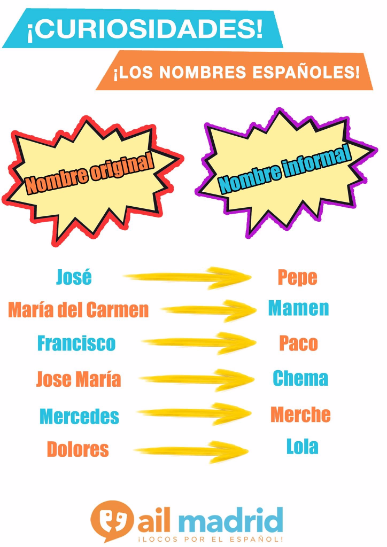 ¡CURIOSIDADES!
¡LOS NOMBRES ESPAÑOLES!
Nombre original
Nombre informal
José Pepe
María del Carmen Mamen
Francisco Paco
Jose María Chema
Mercedes Merche
Dolores Lola
ail madrid
¡LOCOS POR EL ESPAÑOL!